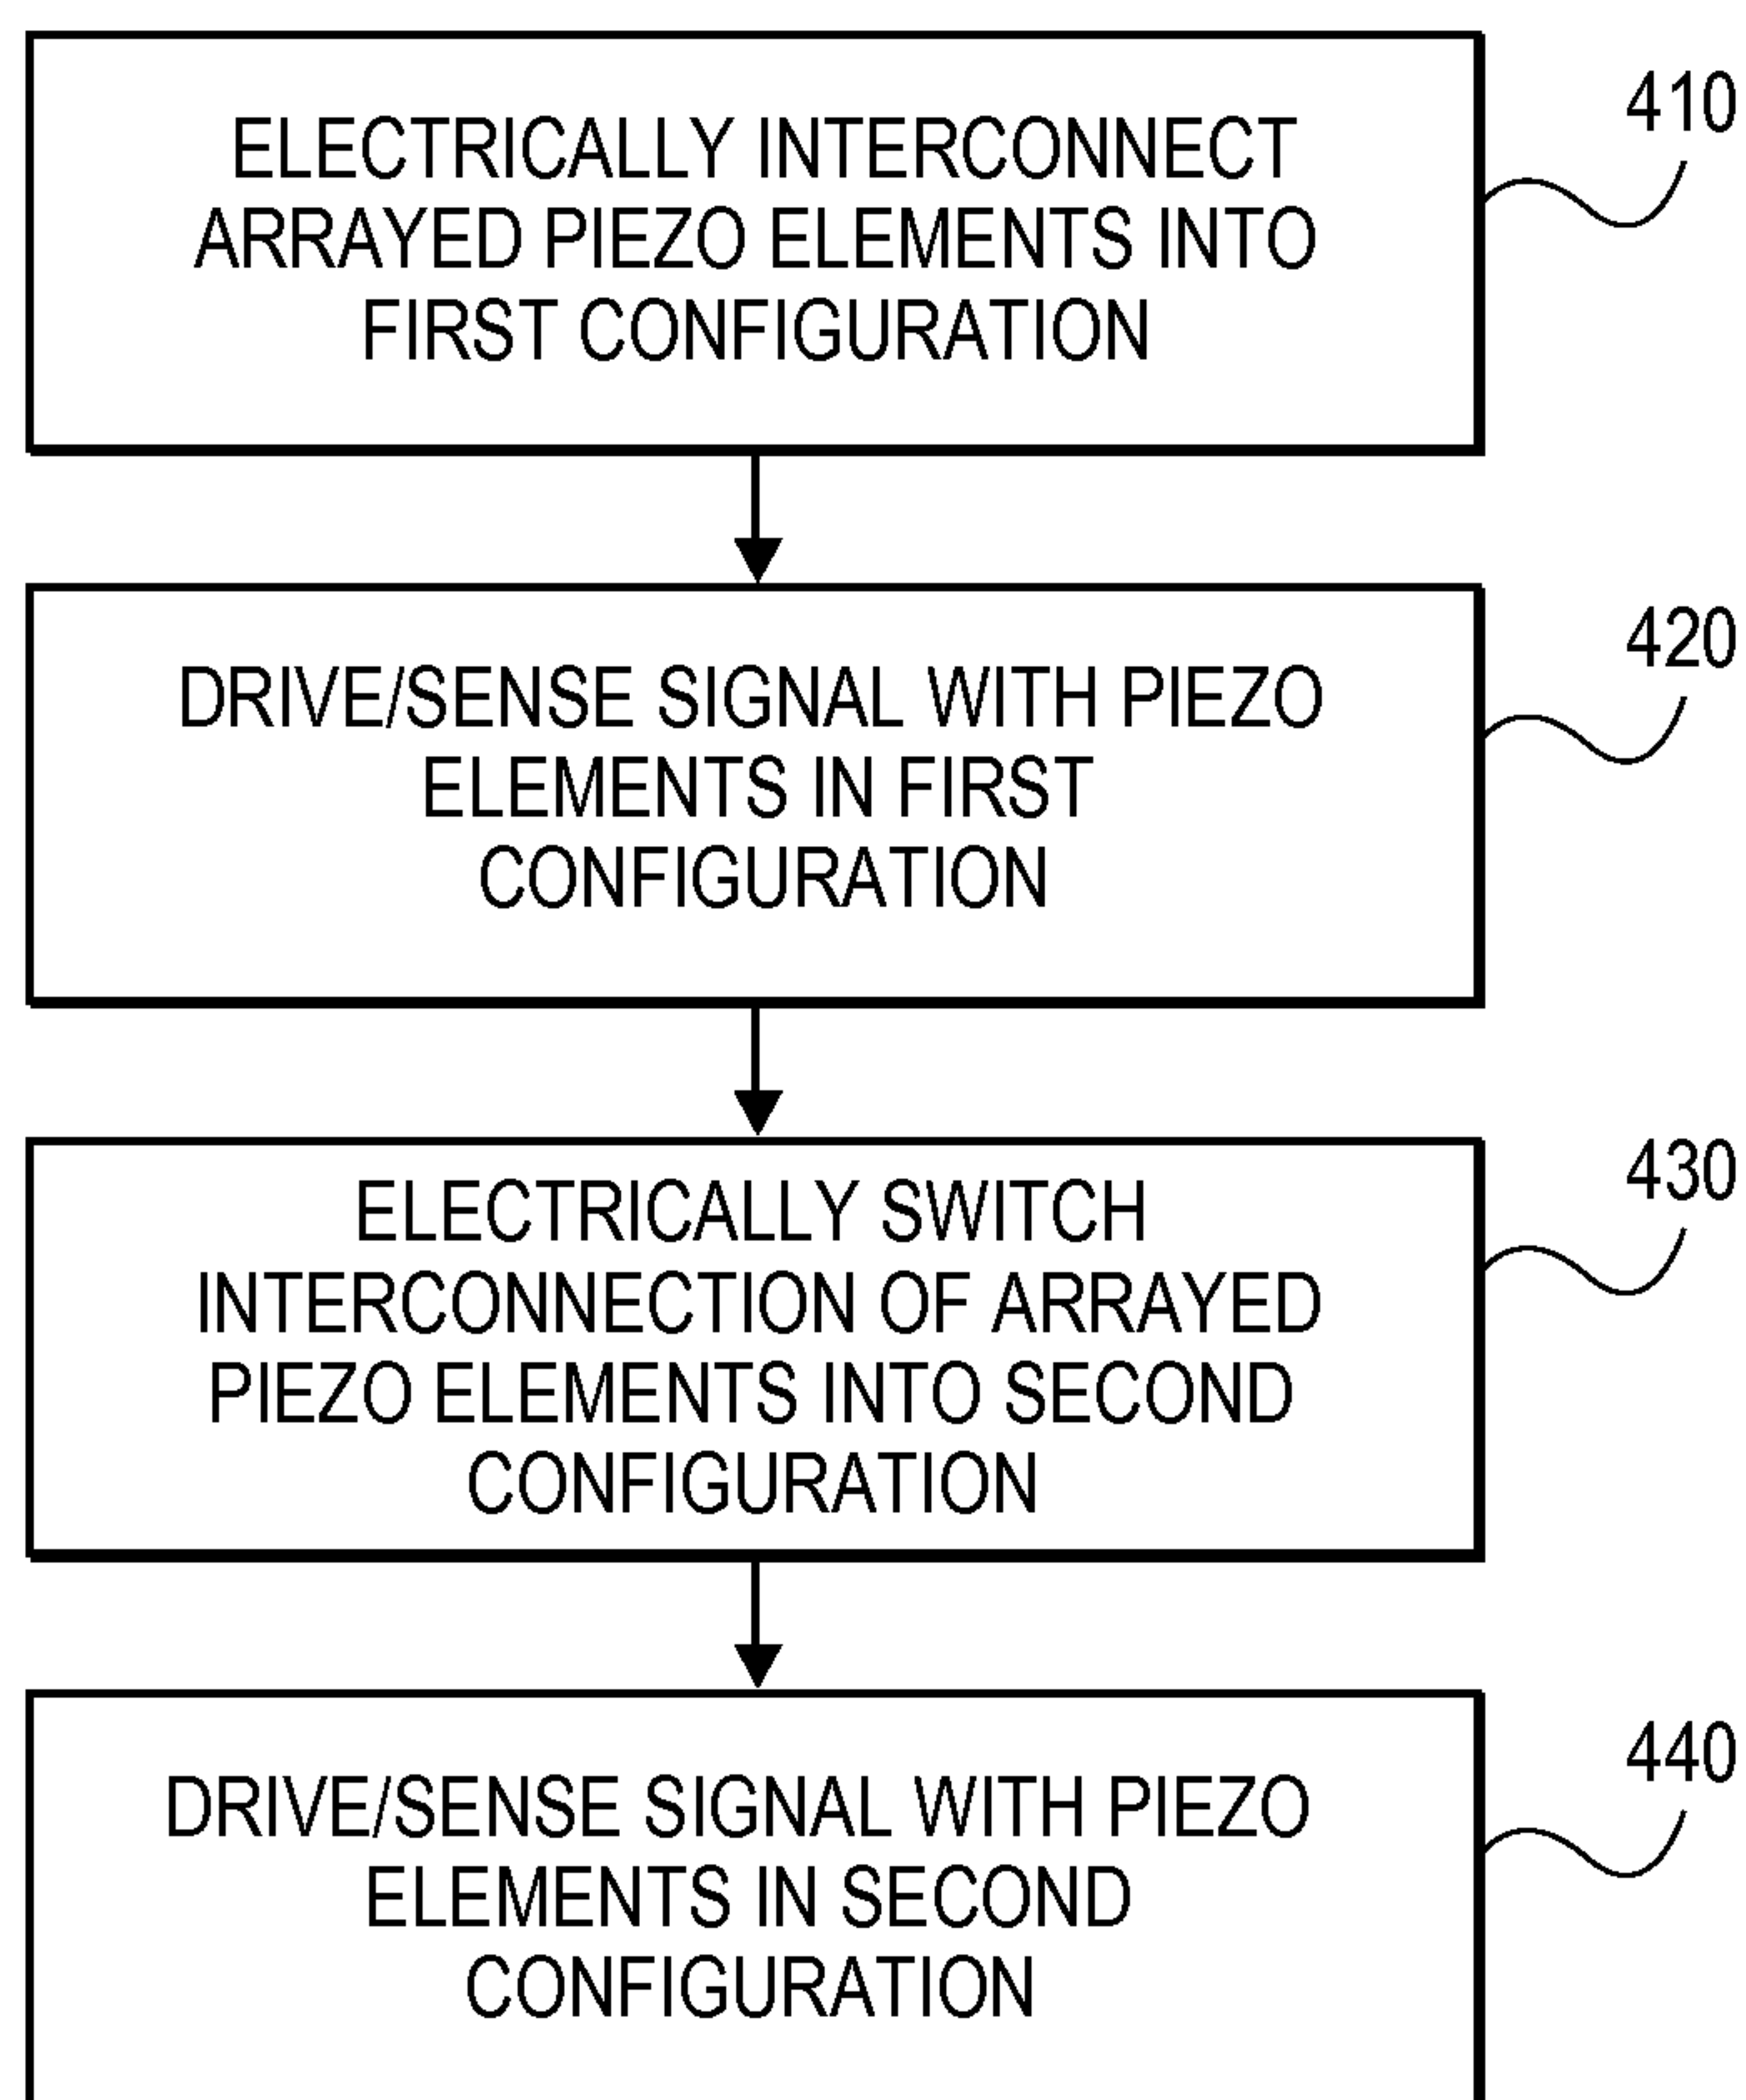 ELECTRICALLY INTERCONNECT
ARRAYED PIEZO ELEMENTS INTO
FIRST CONFIGURATION
410
DRIVE/SENSE SIGNAL WITH PIEZO
ELEMENTS IN FIRST
CONFIGURATION
420
ELECTRICALLY SWITCH
INTERCONNECTION OF ARRAYED
PIEZO ELEMENTS INTO SECOND
CONFIGURATION
430
DRIVE/SENSE SIGNAL WITH PIEZO
ELEMENTS IN SECOND
CONFIGURATION
440